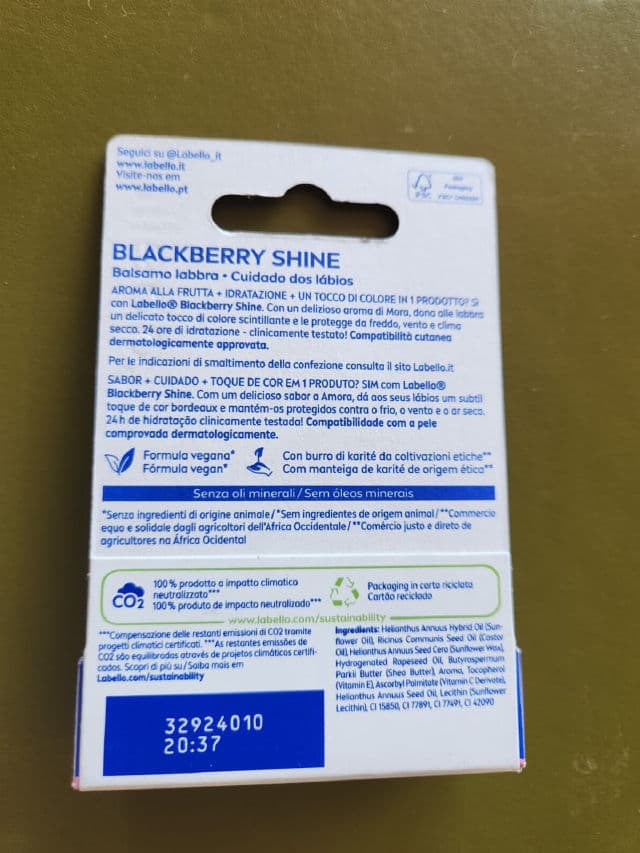 Seguici su @Labello_it
www.labello.it
Visite-nos em
www.labello.pt
FSC
MIX
Packaging
BLACKBERRY SHINE
Balsamo labbra • Cuidado dos lábios
AROMA ALLA FRUTTA + IDRATAZIONE + UN TOCCO DI COLORE IN 1 PRODOTTO? SÌ
con Labello® Blackberry Shine. Con un delizioso aroma di Mora, dona alle labbra
un delicato tocco di colore scintillante e le protegge da freddo, vento e clima
secco. 24 ore di idratazione - clinicamente testato! Compatibilità cutanea
dermatologicamente approvata.
Per le indicazioni di smaltimento della confezione consulta il sito Labello.it
SABOR + CUIDADO + TOQUE DE COR EM 1 PRODUTO? SIM com Labello®
Blackberry Shine. Com um delicioso sabor a Amora, dá aos seus lábios um subtil
toque de cor bordeaux e mantém-os protegidos contra o frio, o vento e o ar seco.
24h de hidratação clinicamente testada! Compatibilidade com a pele
comprovada dermatologicamente.
Formula vegana*
Fórmula vegan*
Con burro di karité da coltivazioni etiche**
Com manteiga de karité de origem ética**
Senza oli minerali/Sem óleos minerais
*Senza ingredienti di origine animale/*Sem ingredientes de origem animal/**Commercio
equo e solidale dagli agricoltori dell'Africa Occidentale/**Comércio justo e direto de
agricultores na África Ocidental
CO2
100% prodotto a impatto climatico
neutralizzato***
100% produto de impacto neutralizado***
Packaging in carta riciclata
Cartão reciclado
www.labello.com/sustainability
***Compensazione delle restanti emissioni di CO2 tramite
progetti climatici certificati. ***As restantes emissões de
CO2 são equilibradas através de projetos climáticos certifi-
cados. Scopri di più su/Saiba mais em
Labello.com/sustainability
Ingredients: Helianthus Annuus Hybrid Oil (Sun-
flower Oil), Ricinus Communis Seed Oil (Castor
Oil), Helianthus Annuus Seed Cera (Sunflower Wax),
Hydrogenated Rapeseed Oil, Butyrospermum
Parkii Butter (Shea Butter), Aroma, Tocopherol
(Vitamin E), Ascorbyl Palmitate (Vitamin C Derivate),
Helianthus Annuus Seed Oil, Lecithin (Sunflower
Lecithin), CI 15850, CI 77891, CI 77491, CI 42090
32924010
20:37